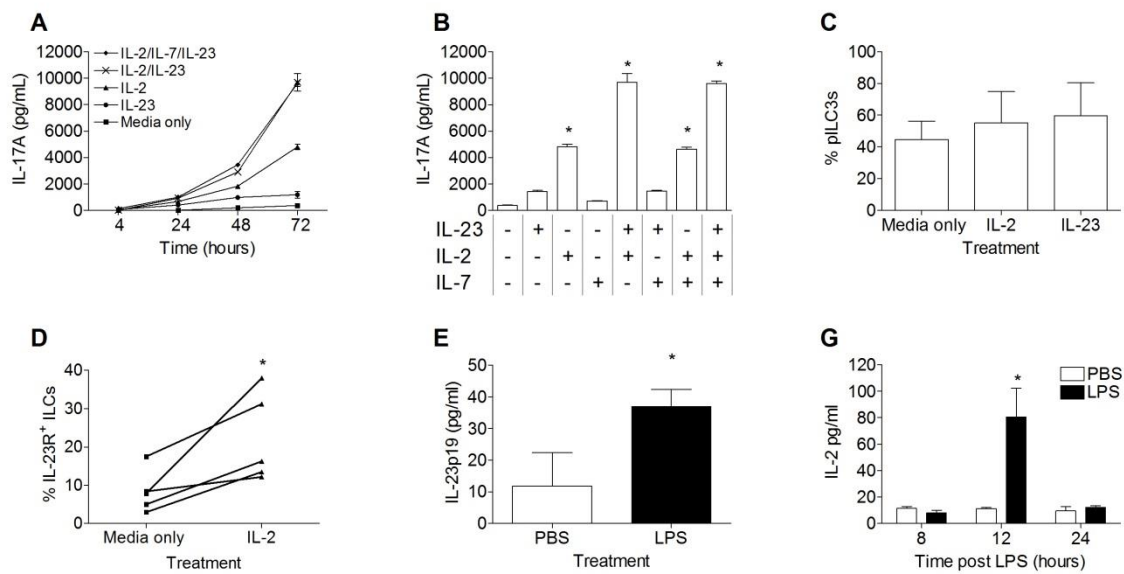 A
IL-17A (pg/mL)
12000
10000
8000
6000
4000
2000
0
IL-2/IL-7/IL-23
IL-2/IL-23
IL-2
IL-23
Media only
4 24 48 72
Time (hours)
B
IL-17A (pg/mL)
12000
10000
8000
6000
4000
2000
0
* * * *
IL-23 - + - - + + - +
IL-2 - - + - + - + +
IL-7 - - - + - + + +
C
% pILC3s
100
80
60
40
20
0
Media only IL-2 IL-23
Treatment
D
% IL-23R+ ILCs
40
30
20
10
0
*
Media only IL-2
Treatment
E
IL-23p19 (pg/ml)
50
40
30
20
10
0
*
PBS LPS
Treatment
G
IL-2 pg/ml
120
100
80
60
40
20
0
*
PBS
LPS
8 12 24
Time post LPS (hours)